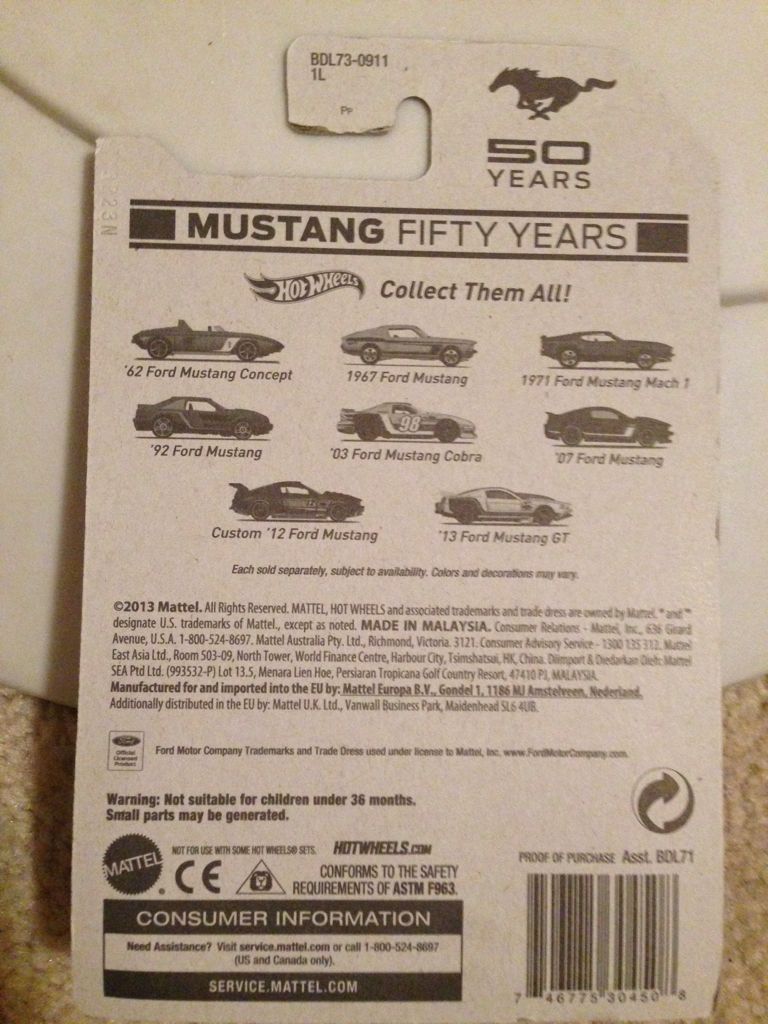 BDL73-0911
1L
Pp
3223N
50
YEARS
MUSTANG FIFTY YEARS
HOT WHEELS Collect Them All!
'62 Ford Mustang Concept
1967 Ford Mustang
1971 Ford Mustang Mach 1
'92 Ford Mustang
98
'03 Ford Mustang Cobra
'07 Ford Mustang
Custom '12 Ford Mustang
'13 Ford Mustang GT
Each sold separately, subject to availability. Colors and decorations may vary.
©2013 Mattel. All Rights Reserved. MATTEL, HOT WHEELS and associated trademarks and trade dress are owned by Mattel. ® and ™
designate U.S. trademarks of Mattel., except as noted. MADE IN MALAYSIA. Consumer Relations - Mattel, Inc., 636 Girard
Avenue, U.S.A. 1-800-524-8697. Mattel Australia Pty. Ltd., Richmond, Victoria. 3121. Consumer Advisory Service - 1300 135 312. Mattel
East Asia Ltd., Room 503-09, North Tower, World Finance Centre, Harbour City, Tsimshatsui, HK, China. Diimport & Diedarkan Oleh: Mattel
SEA Ptd Ltd. (993532-P) Lot 13.5, Menara Lien Hoe, Persiaran Tropicana Golf Country Resort, 47410 PJ, MALAYSIA.
Manufactured for and imported into the EU by: Mattel Europa B.V., Gondel 1, 1186 MJ Amstelveen, Nederland.
Additionally distributed in the EU by: Mattel U.K. Ltd., Vanwall Business Park, Maidenhead SL6 4UB.
Ford
Official
Licensed
Product
Ford Motor Company Trademarks and Trade Dress used under license to Mattel, Inc. www.FordMotorCompany.com.
Warning: Not suitable for children under 36 months.
Small parts may be generated.
MATTEL
NOT FOR USE WITH SOME HOT WHEELS® SETS.
HOTWHEELS.COM
CE
CONFORMS TO THE SAFETY
REQUIREMENTS OF ASTM F963.
PROOF OF PURCHASE Asst. BDL71
CONSUMER INFORMATION
Need Assistance? Visit service.mattel.com or call 1-800-524-8697
(US and Canada only).
SERVICE.MATTEL.COM
7 46775 30450 8